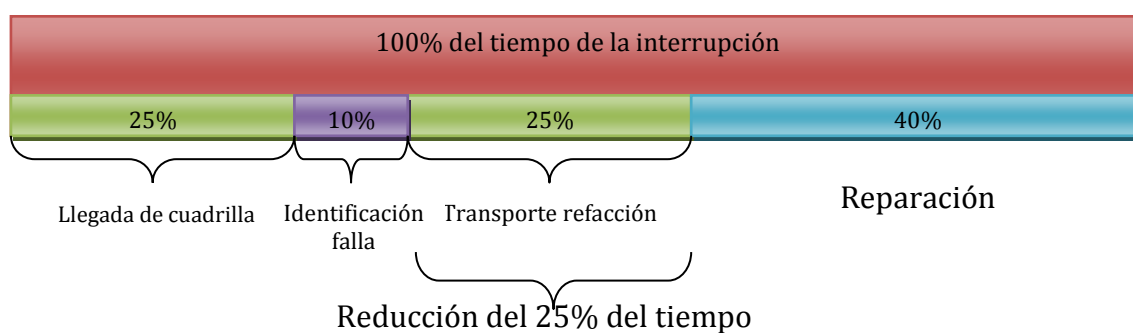 100% del tiempo de la interrupción
25%
10%
25%
40%
Llegada de cuadrilla
Identificación
falla
Transporte refacción
Reparación
Reducción del 25% del tiempo